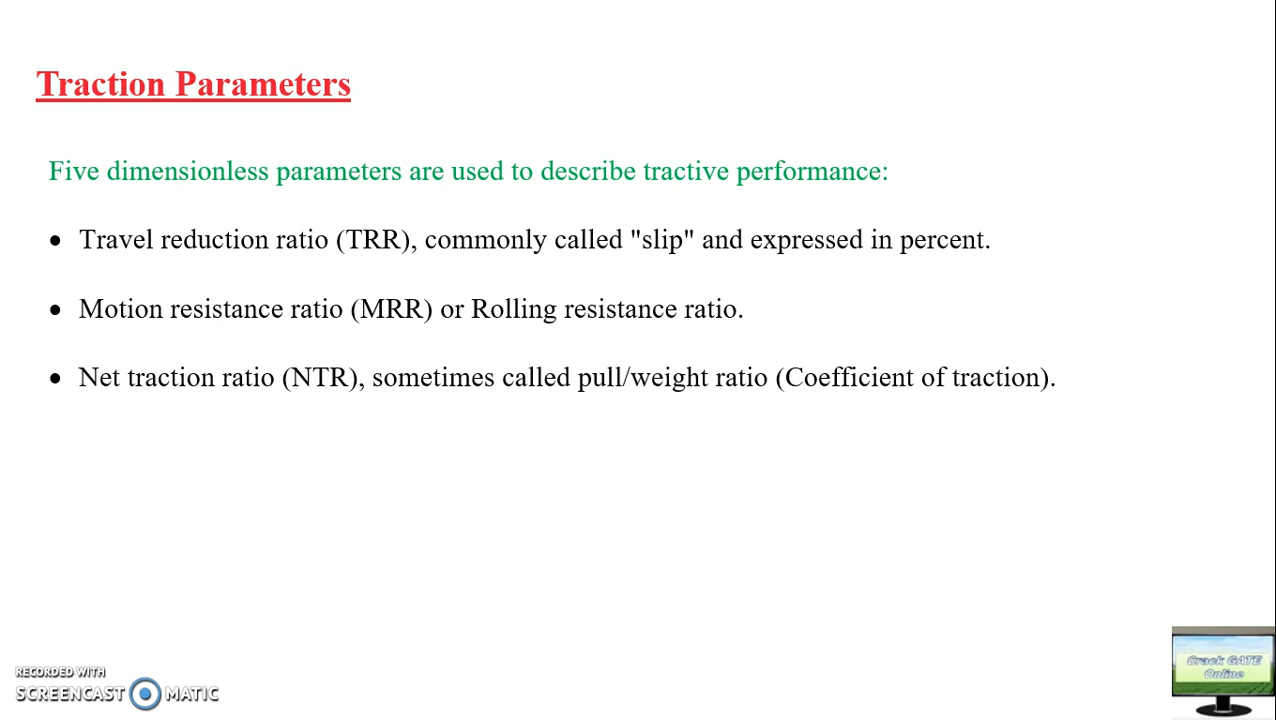 Traction Parameters
Five dimensionless parameters are used to describe tractive performance:
• Travel reduction ratio (TRR), commonly called "slip" and expressed in percent.
• Motion resistance ratio (MRR) or Rolling resistance ratio.
• Net traction ratio (NTR), sometimes called pull/weight ratio (Coefficient of traction).
RECORDED WITH
SCREENCAST MATIC
Crack GATE
Online